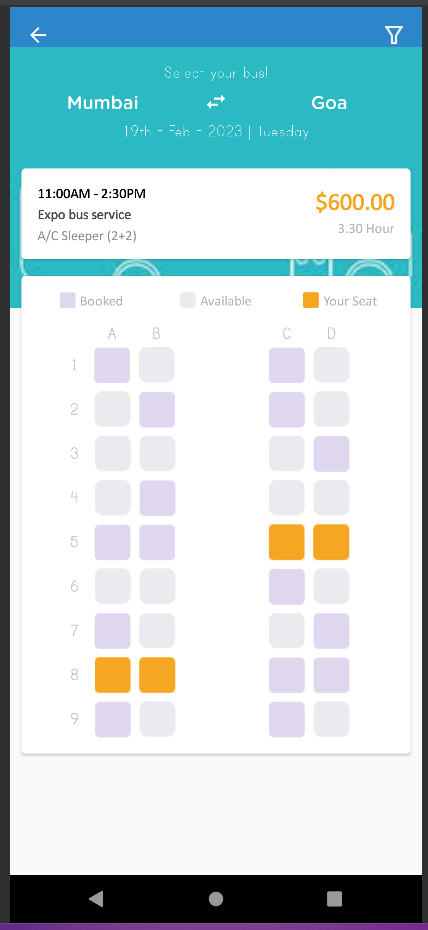 Select your bus!
Mumbai Goa
19th - Feb - 2023 | Tuesday
11:00AM - 2:30PM
$600.00
Expo bus service
3.30 Hour
A/C Sleeper (2+2)
Booked Available Your Seat
A B C D
1
2
3
4
5
6
7
8
9